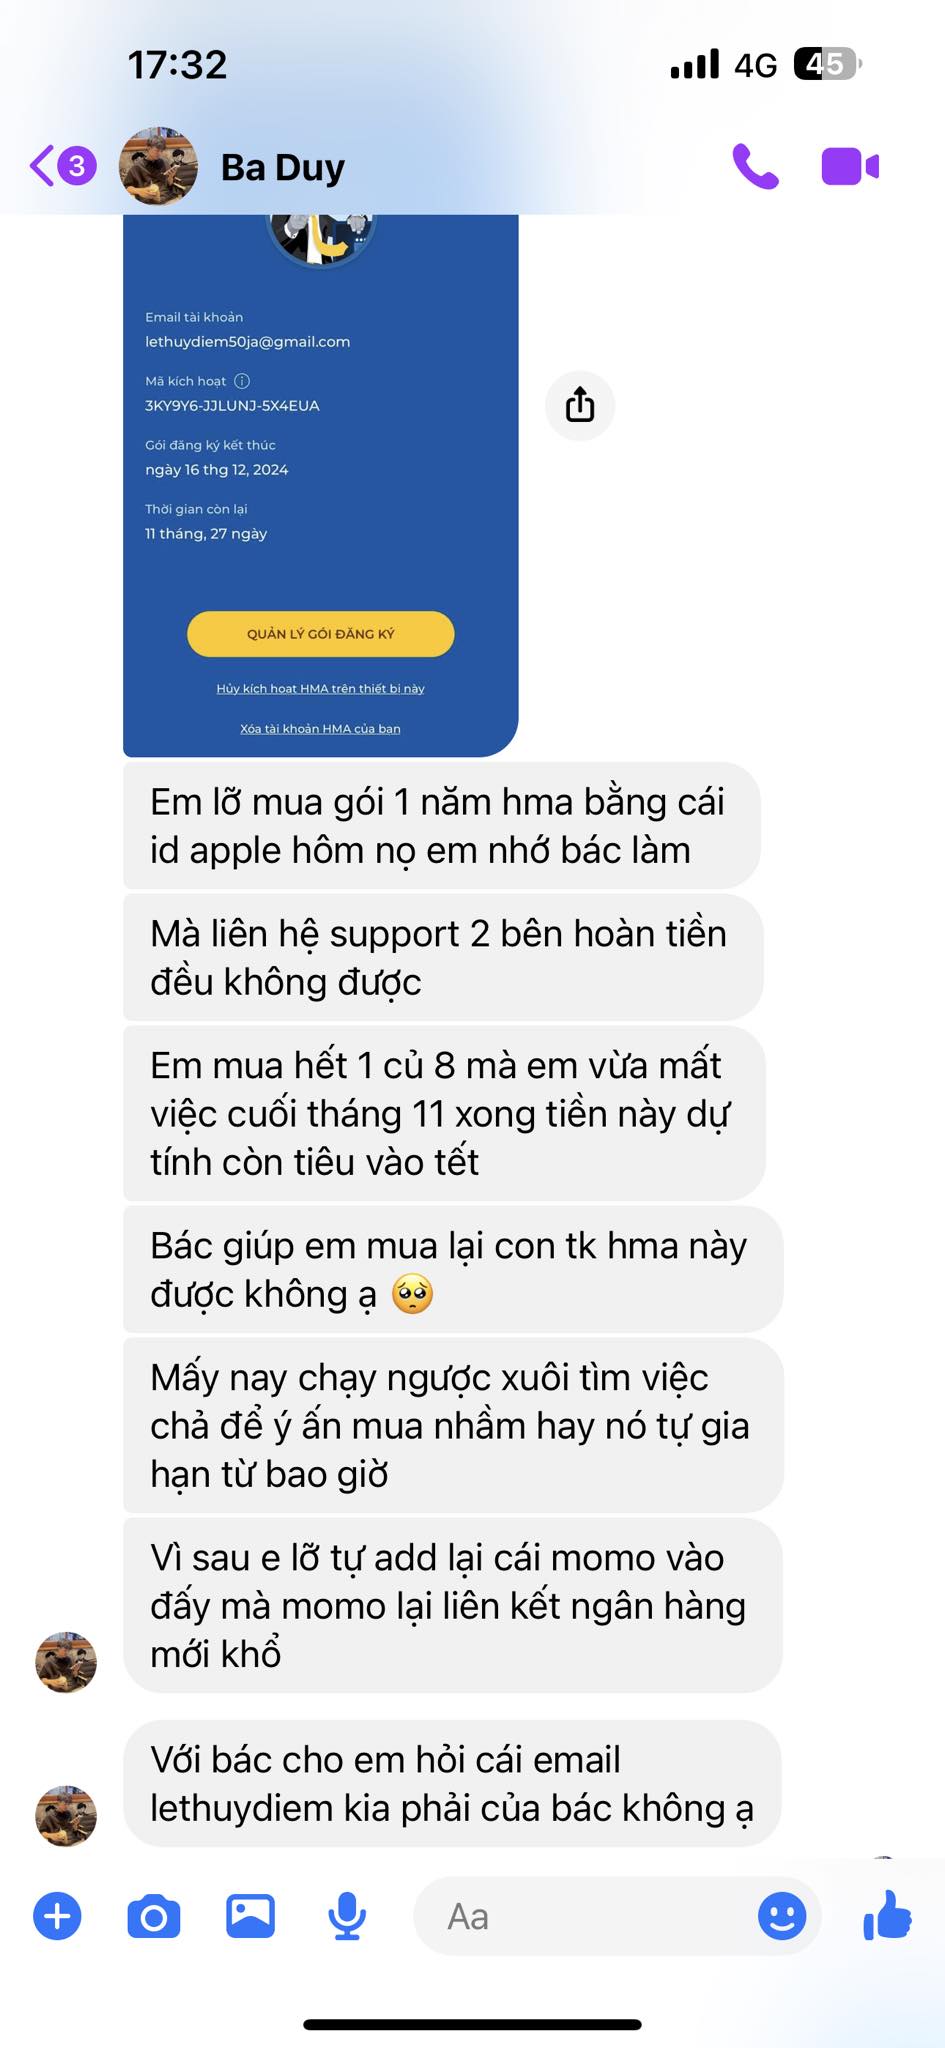 17:32
4G
45
3
Ba Duy
Email tài khoản
lethuydiem50ja@gmail.com
Mã kích hoạt
3KY9Y6-JJLUNJ-5X4EUA
Gói đăng ký kết thúc
ngày 16 thg 12, 2024
Thời gian còn lại
11 tháng, 27 ngày
QUẢN LÝ GÓI ĐĂNG KÝ
Hủy kích hoạt HMA trên thiết bị này
Xóa tài khoản HMA của bạn
Em lỡ mua gói 1 năm hma bằng cái
id apple hôm nọ em nhớ bác làm
Mà liên hệ support 2 bên hoàn tiền
đều không được
Em mua hết 1 củ 8 mà em vừa mất
việc cuối tháng 11 xong tiền này dự
tính còn tiêu vào tết
Bác giúp em mua lại con tk hma này
được không ạ 🥺
Mấy nay chạy ngược xuôi tìm việc
chả để ý ấn mua nhầm hay nó tự gia
hạn từ bao giờ
Vì sau e lỡ tự add lại cái momo vào
đấy mà momo lại liên kết ngân hàng
mới khổ
Với bác cho em hỏi cái email
lethuydiem kia phải của bác không ạ
Aa